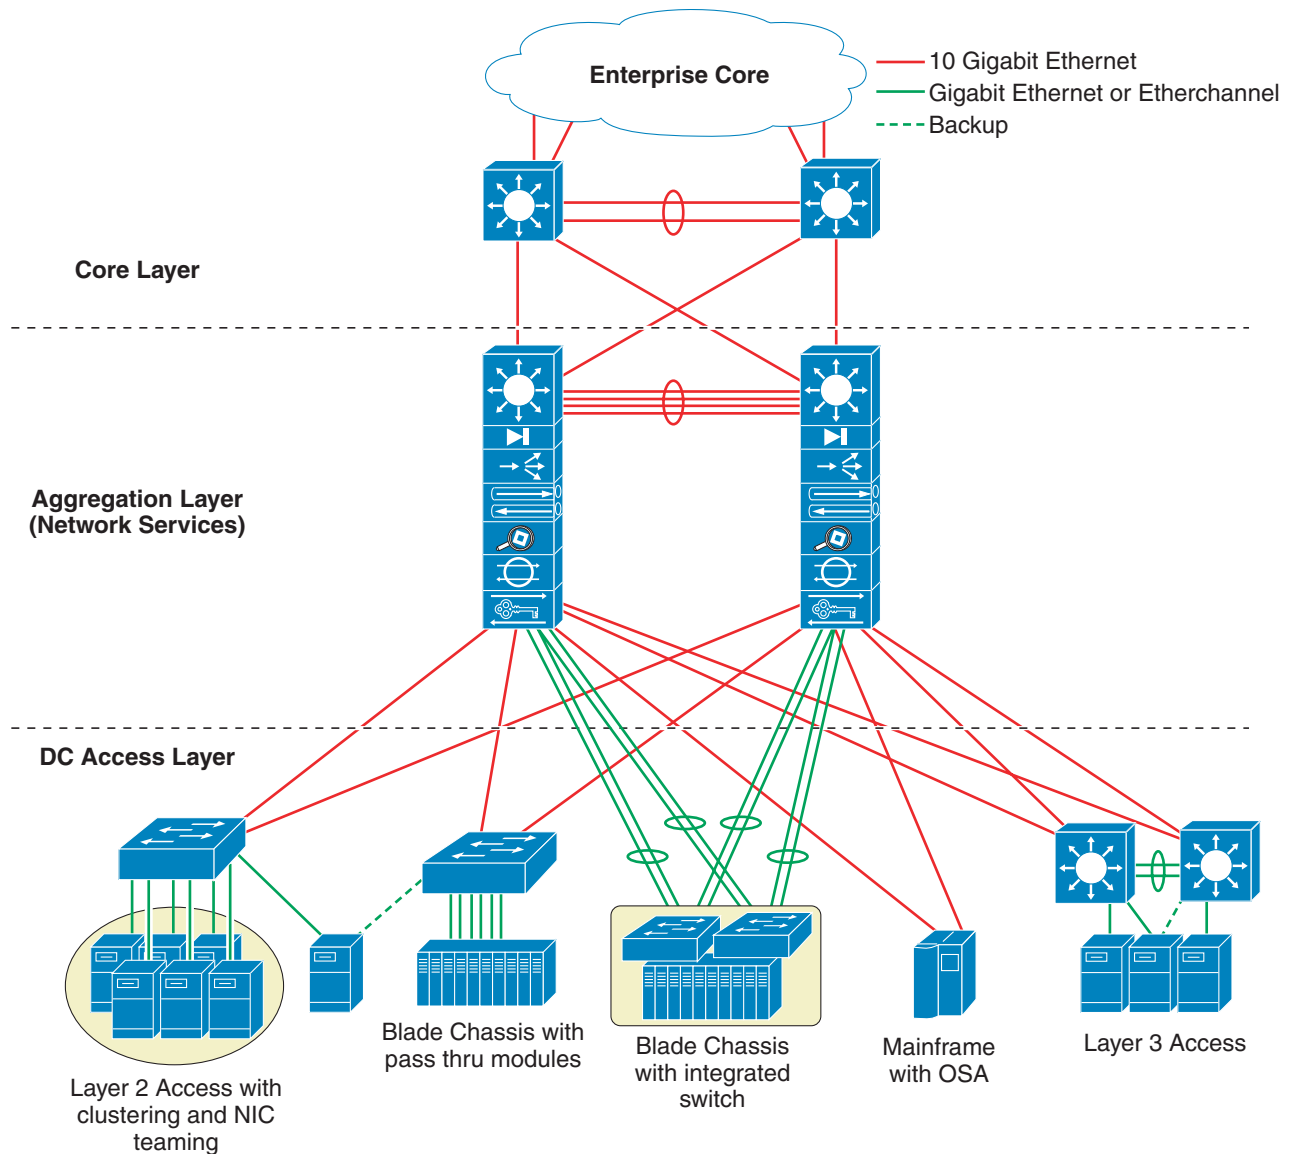 Enterprise Core
10 Gigabit Ethernet
Gigabit Ethernet or Etherchannel
Backup
Core Layer
Aggregation Layer
(Network Services)
DC Access Layer
Layer 2 Access with
clustering and NIC
teaming
Blade Chassis with
pass thru modules
Blade Chassis
with integrated
switch
Mainframe
with OSA
Layer 3 Access